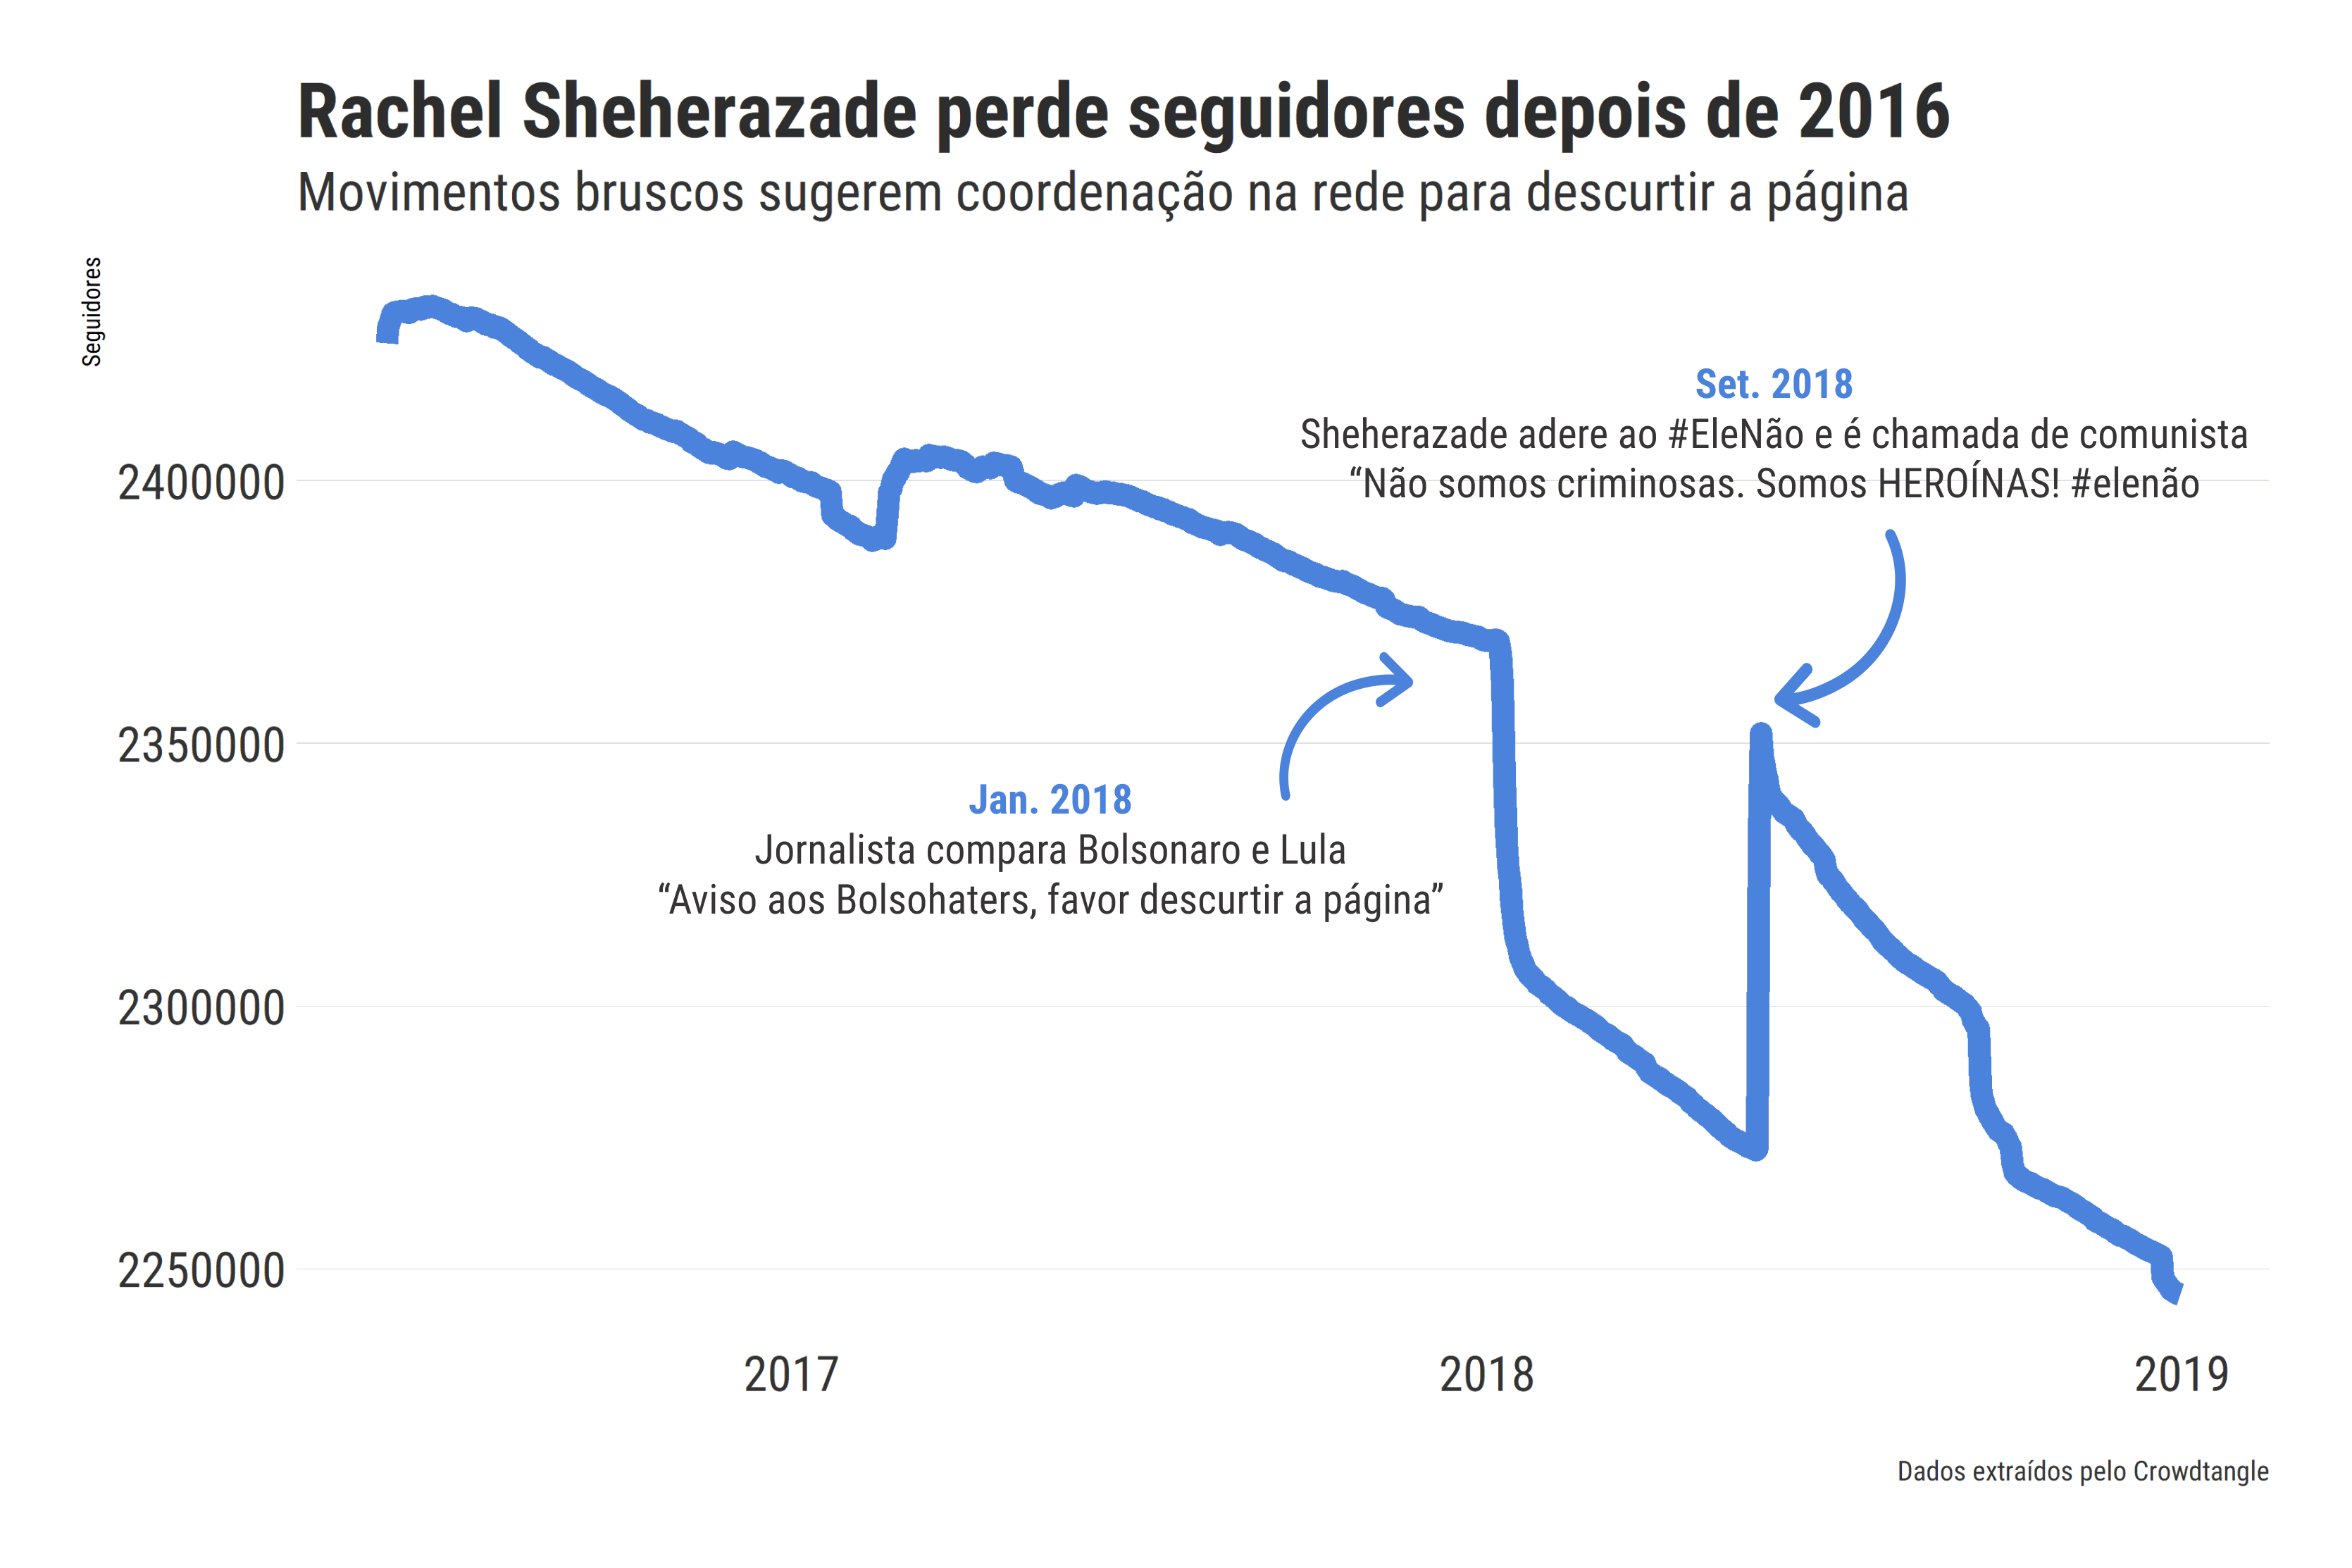 Rachel Sheherazade perde seguidores depois de 2016
Movimentos bruscos sugerem coordenação na rede para descurtir a página
Seguidores
Set. 2018
Sheherazade adere ao #EleNão e é chamada de comunista
“Não somos criminosas. Somos HEROÍNAS! #elenão
2400000
2350000
Jan. 2018
Jornalista compara Bolsonaro e Lula
“Aviso aos Bolsohaters, favor descurtir a página”
2300000
2250000
2017
2018
2019
Dados extraídos pelo Crowdtangle